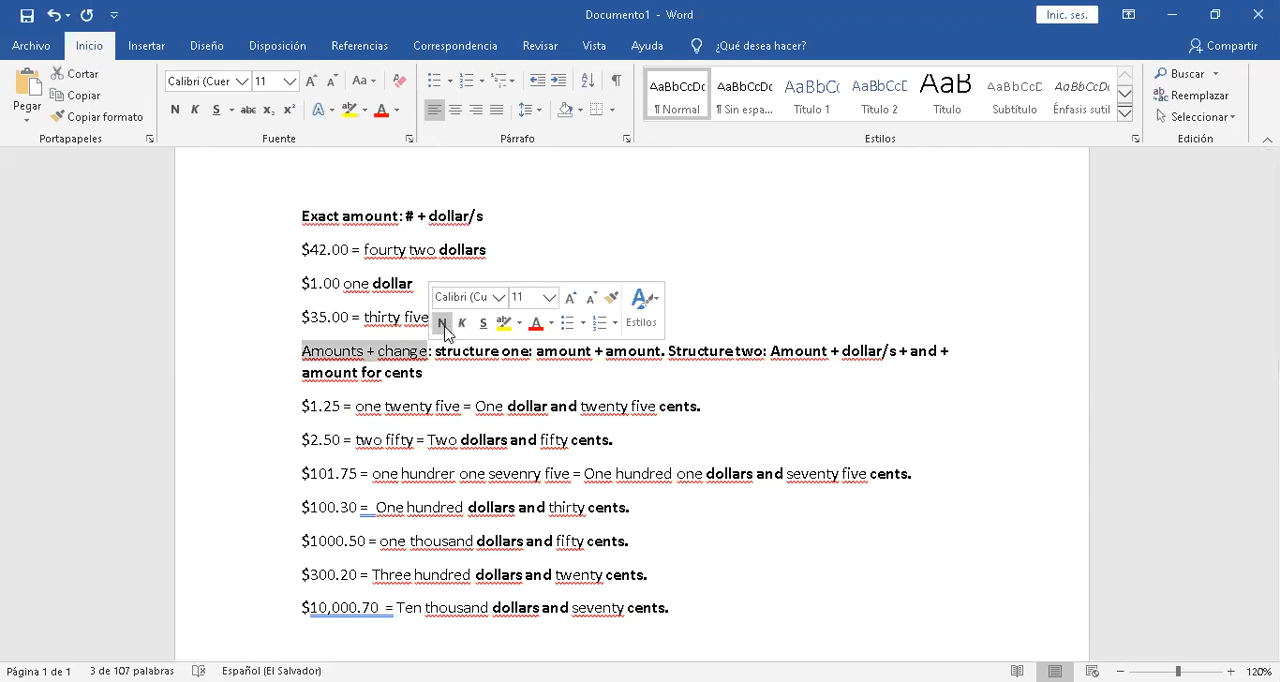 Documento1 - Word
Inic. ses.
Archivo Inicio Insertar Diseño Disposición Referencias Correspondencia Revisar Vista Ayuda ¿Qué desea hacer? Compartir
Pegar
Cortar
Copiar
Copiar formato
Portapapeles
Calibri (Cuer 11 A A Aa
N K S abc x₂ x² A aby A
Fuente
Párrafo
AaBbCcDc AaBbCcDc AaBbCc AaBbCcD AaB AaBbCcD AaBbCcDc
¶ Normal ¶ Sin espa... Título 1 Título 2 Título Subtítulo Énfasis sutil
Estilos
Buscar
Reemplazar
Seleccionar
Edición
Exact amount: # + dollar/s
$42.00 = fourty two dollars
$1.00 one dollar
$35.00 = thirty five
Calibri (Cu 11 A A
N K S aby A Estilos
Amounts + change: structure one: amount + amount. Structure two: Amount + dollar/s + and +
amount for cents
$1.25 = one twenty five = One dollar and twenty five cents.
$2.50 = two fifty = Two dollars and fifty cents.
$101.75 = one hundrer one sevenry five = One hundred one dollars and seventy five cents.
$100.30 = One hundred dollars and thirty cents.
$1000.50 = one thousand dollars and fifty cents.
$300.20 = Three hundred dollars and twenty cents.
$10,000.70 = Ten thousand dollars and seventy cents.
Página 1 de 1 3 de 107 palabras Español (El Salvador) 120%